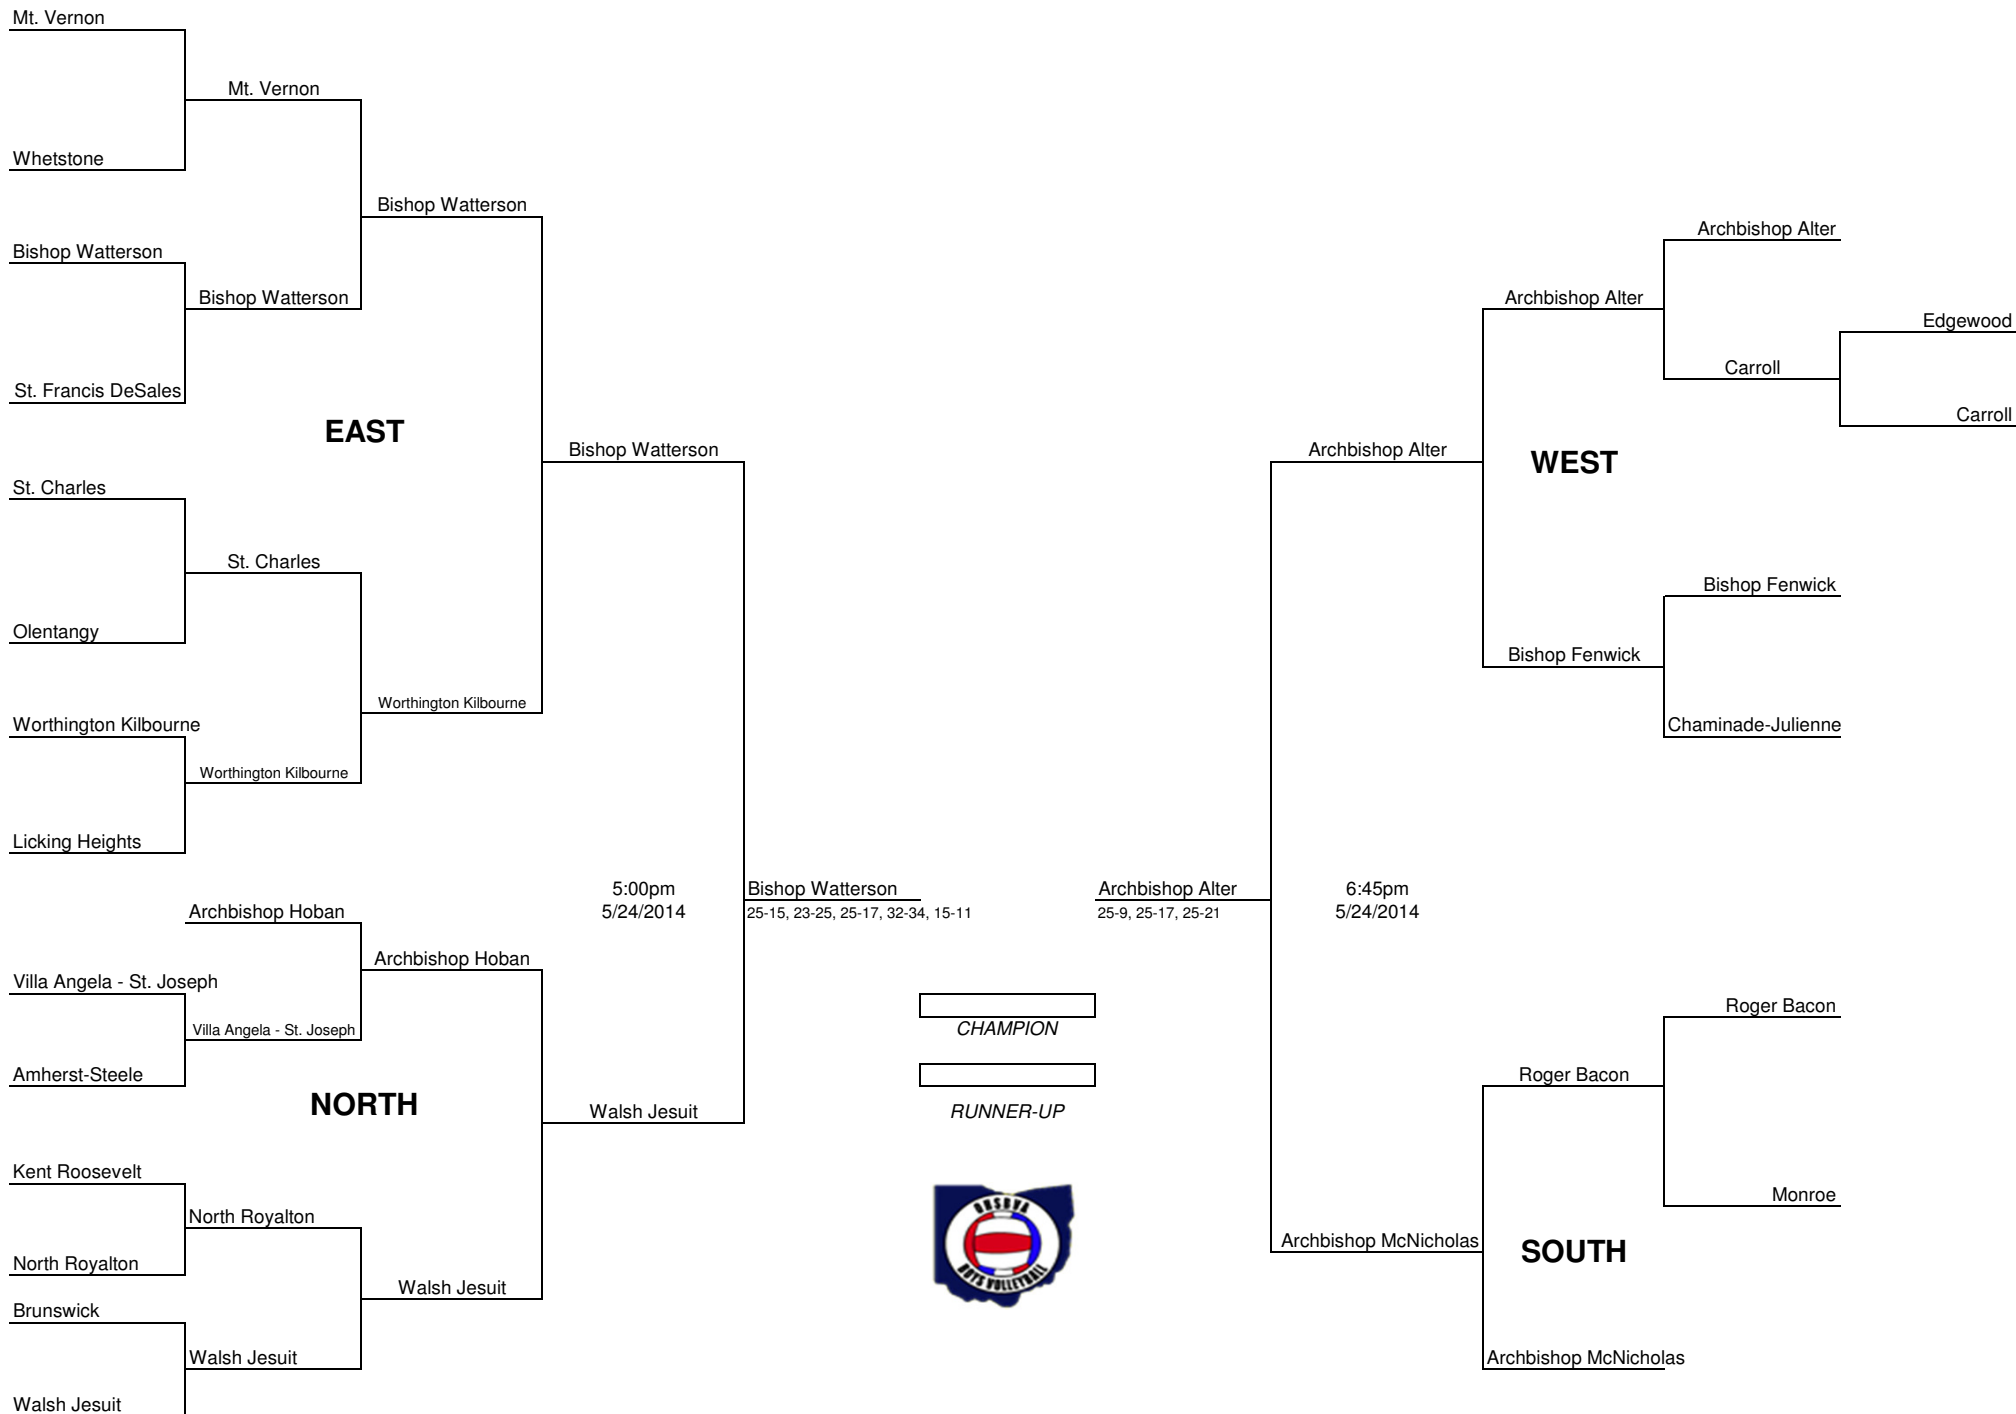 Mt. Vernon
Mt. Vernon
Whetstone
Bishop Watterson
Bishop Watterson
Bishop Watterson
St. Francis DeSales
EAST
Bishop Watterson
St. Charles
St. Charles
Olentangy
Worthington Kilbourne
Worthington Kilbourne
Worthington Kilbourne
Licking Heights
5:00pm
5/24/2014
Bishop Watterson
25-15, 23-25, 25-17, 32-34, 15-11
Archbishop Hoban
Archbishop Hoban
Villa Angela - St. Joseph
Villa Angela - St. Joseph
Amherst-Steele
NORTH
Walsh Jesuit
Kent Roosevelt
North Royalton
North Royalton
Walsh Jesuit
Brunswick
Walsh Jesuit
Walsh Jesuit
CHAMPION
RUNNER-UP
OHSBVA
BOYS VOLLEYBALL
Archbishop Alter
Archbishop Alter
Edgewood
Carroll
Carroll
Archbishop Alter
WEST
Bishop Fenwick
Bishop Fenwick
Chaminade-Julienne
Archbishop Alter
25-9, 25-17, 25-21
6:45pm
5/24/2014
Roger Bacon
Roger Bacon
Monroe
Archbishop McNicholas
SOUTH
Archbishop McNicholas